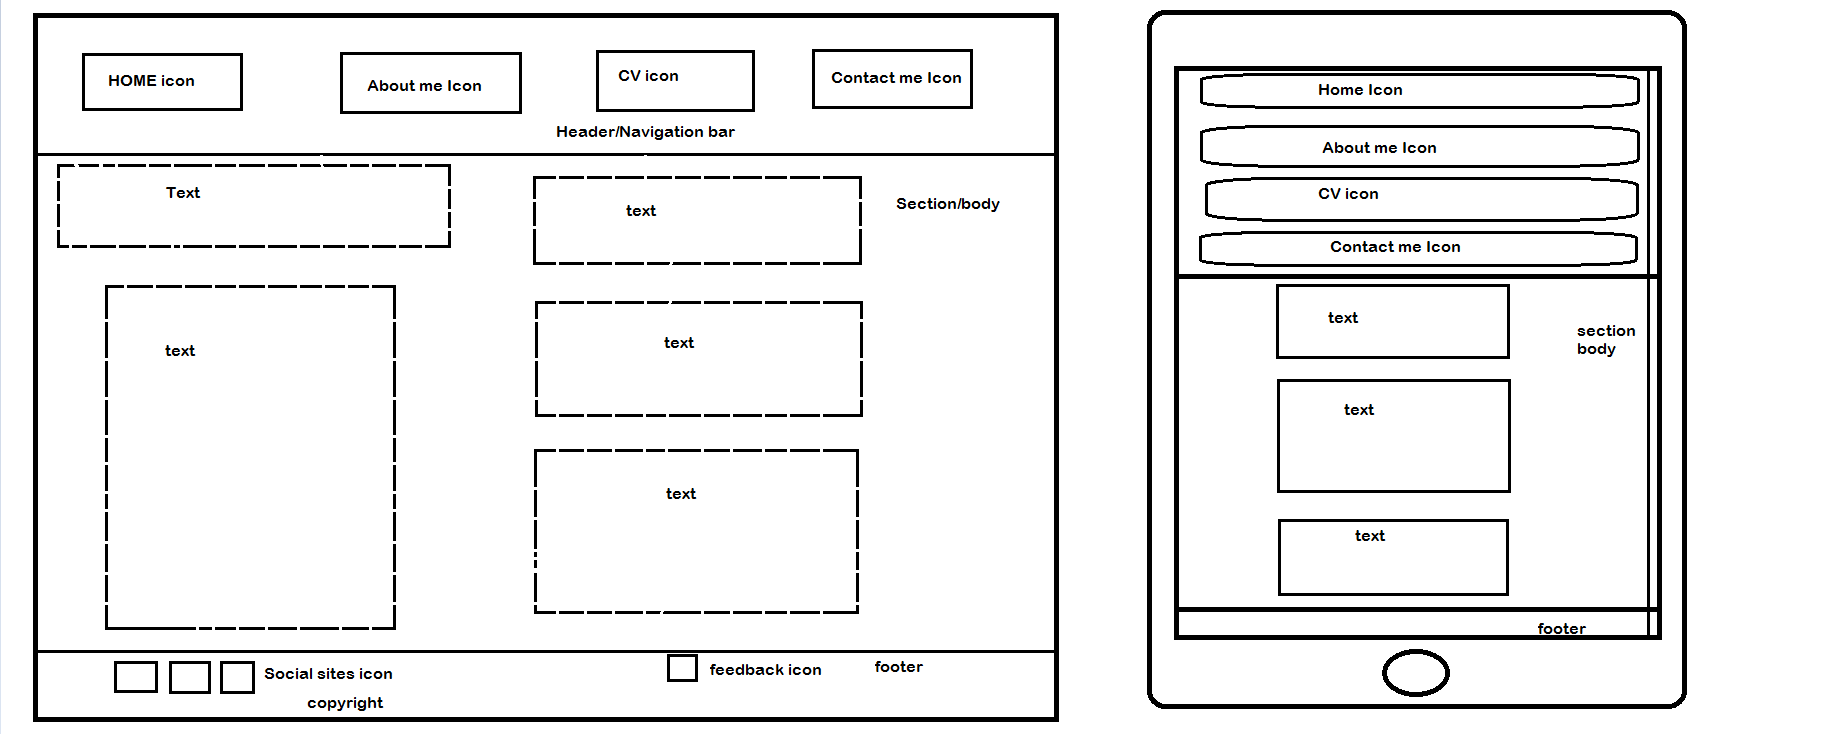 HOME icon
About me Icon
CV icon
Contact me Icon
Header/Navigation bar
Text
text
Section/body
text
text
text
Social sites icon
copyright
feedback icon
footer
Home Icon
About me Icon
CV icon
Contact me Icon
text
section
body
text
text
footer